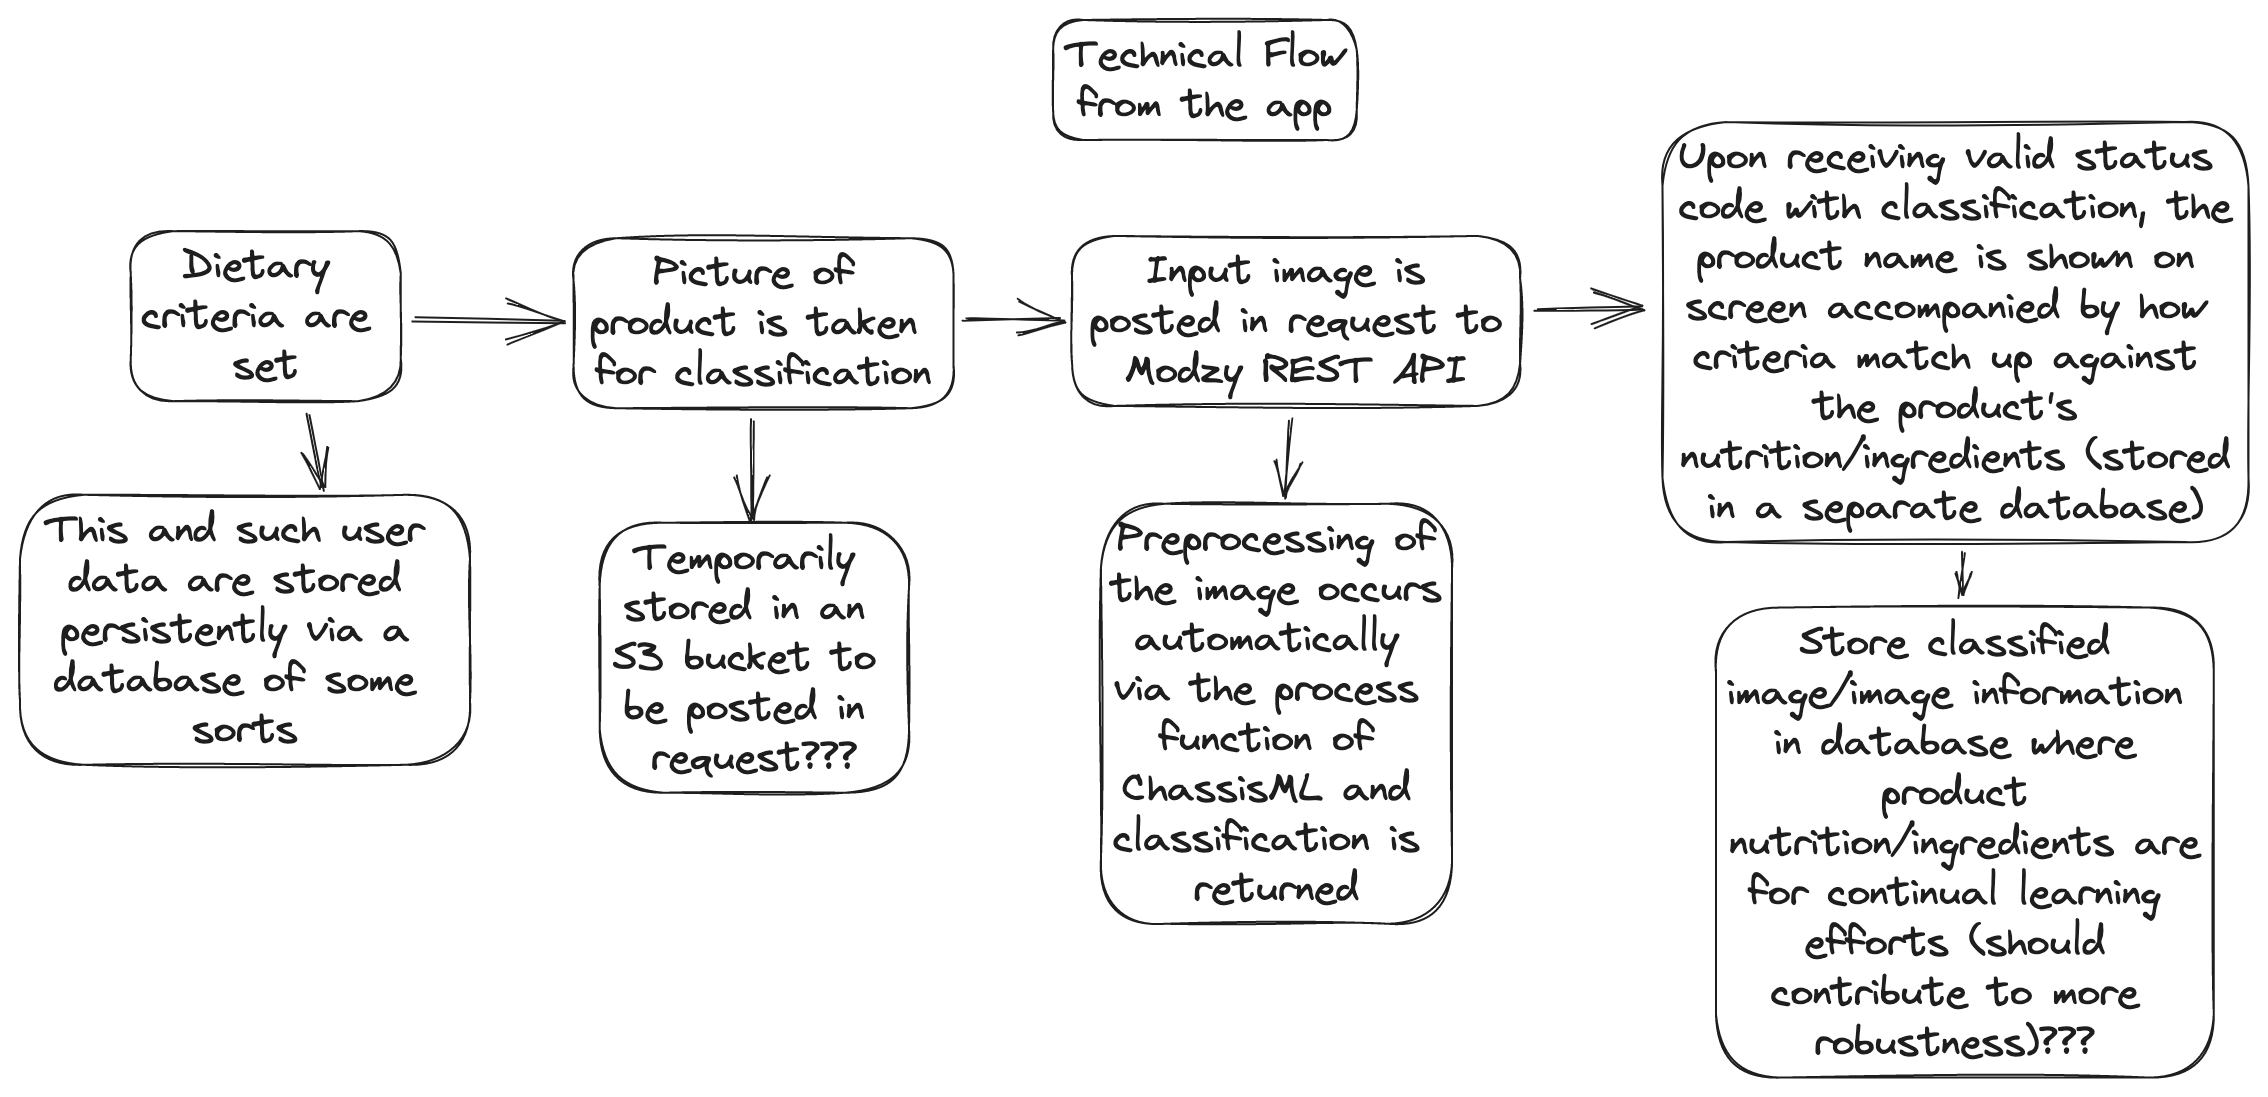 Technical Flow
from the app
Dietary
criteria are
set
Picture of
product is taken
for classification
Input image is
posted in request to
Modzy REST API
Upon receiving valid status
code with classification, the
product name is shown on
screen accompanied by how
criteria match up against
the product's
nutrition/ingredients (stored
in a separate database)
This and such user
data are stored
persistently via a
database of some
sorts
Temporarily
stored in an
S3 bucket to
be posted in
request???
Preprocessing of
the image occurs
automatically
via the process
function of
ChassisML and
classification is
returned
Store classified
image/image information
in database where
product
nutrition/ingredients are
for continual learning
efforts (should
contribute to more
robustness)???